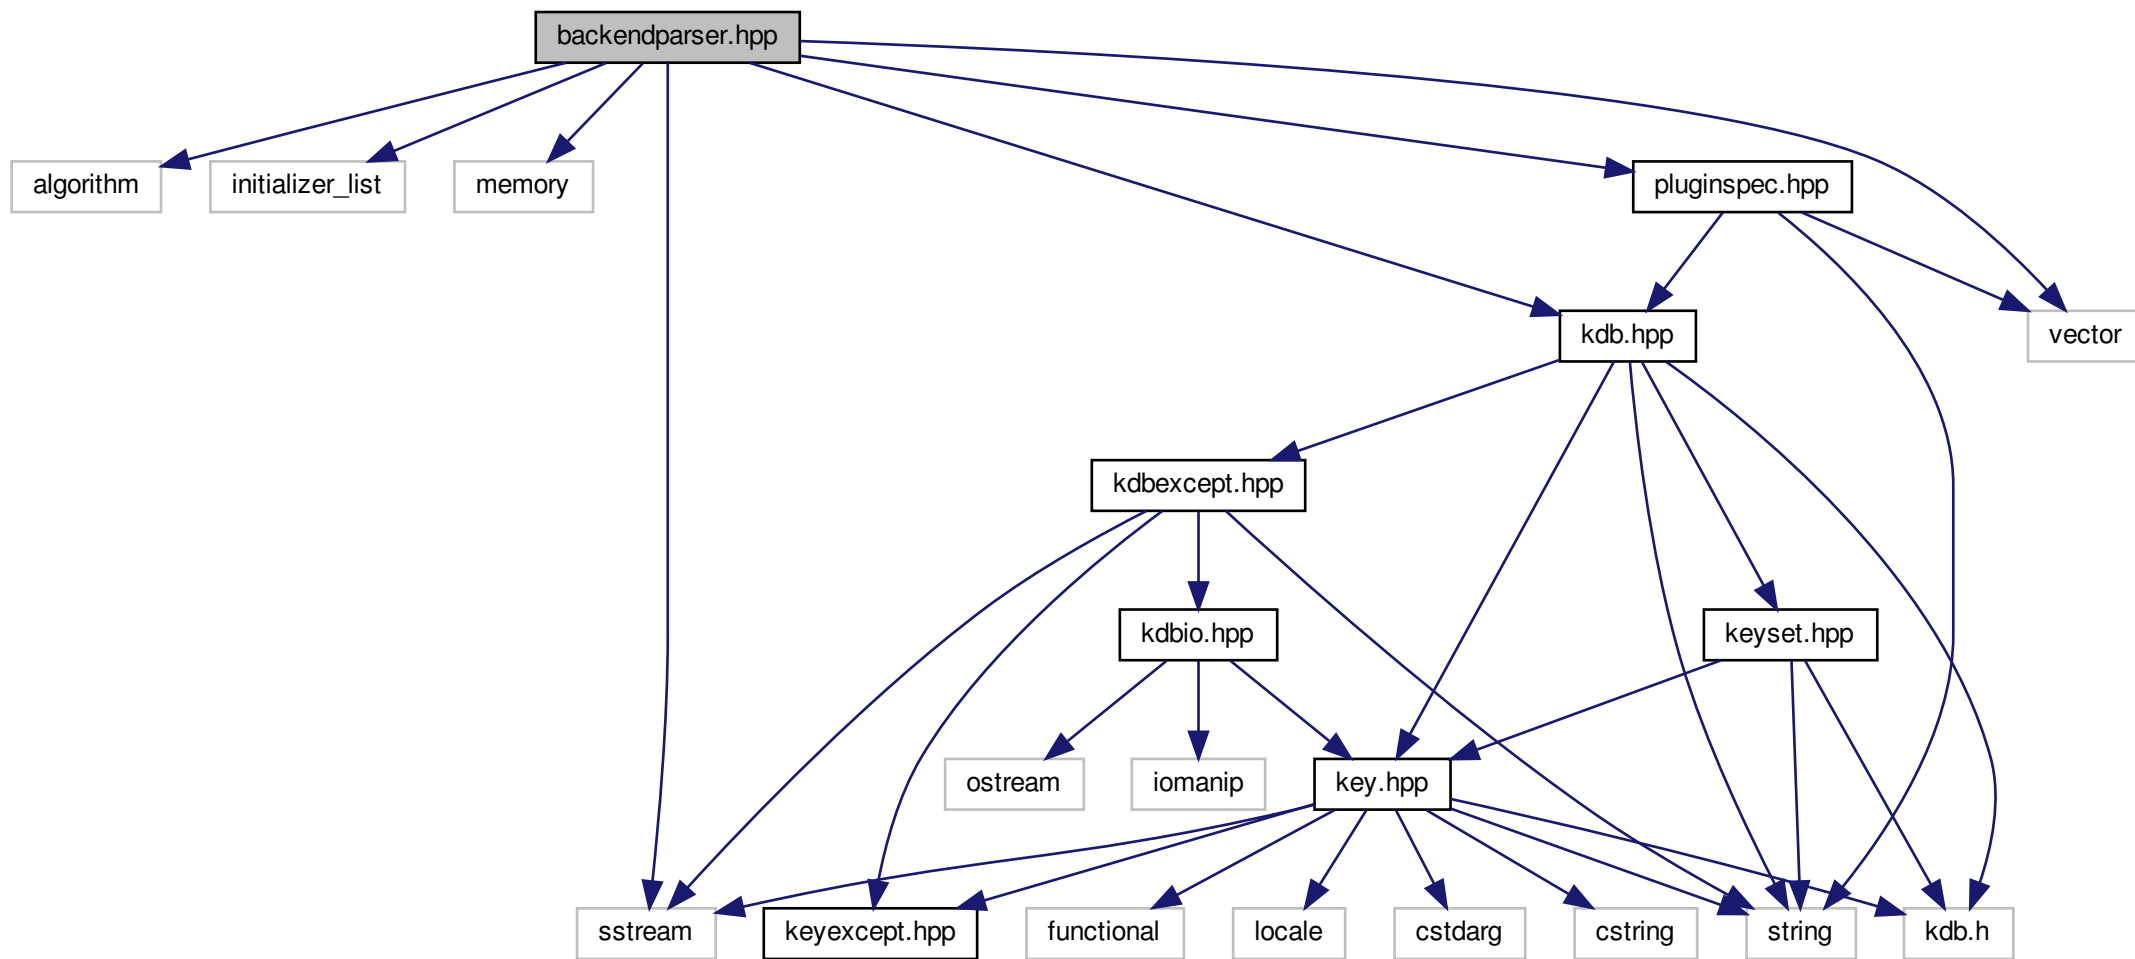 backendparser.hpp
algorithm
initializer_list
memory
pluginspec.hpp
kdb.hpp
vector
kdbexcept.hpp
kdbio.hpp
keyset.hpp
ostream
iomanip
key.hpp
sstream
keyexcept.hpp
functional
locale
cstdarg
cstring
string
kdb.h